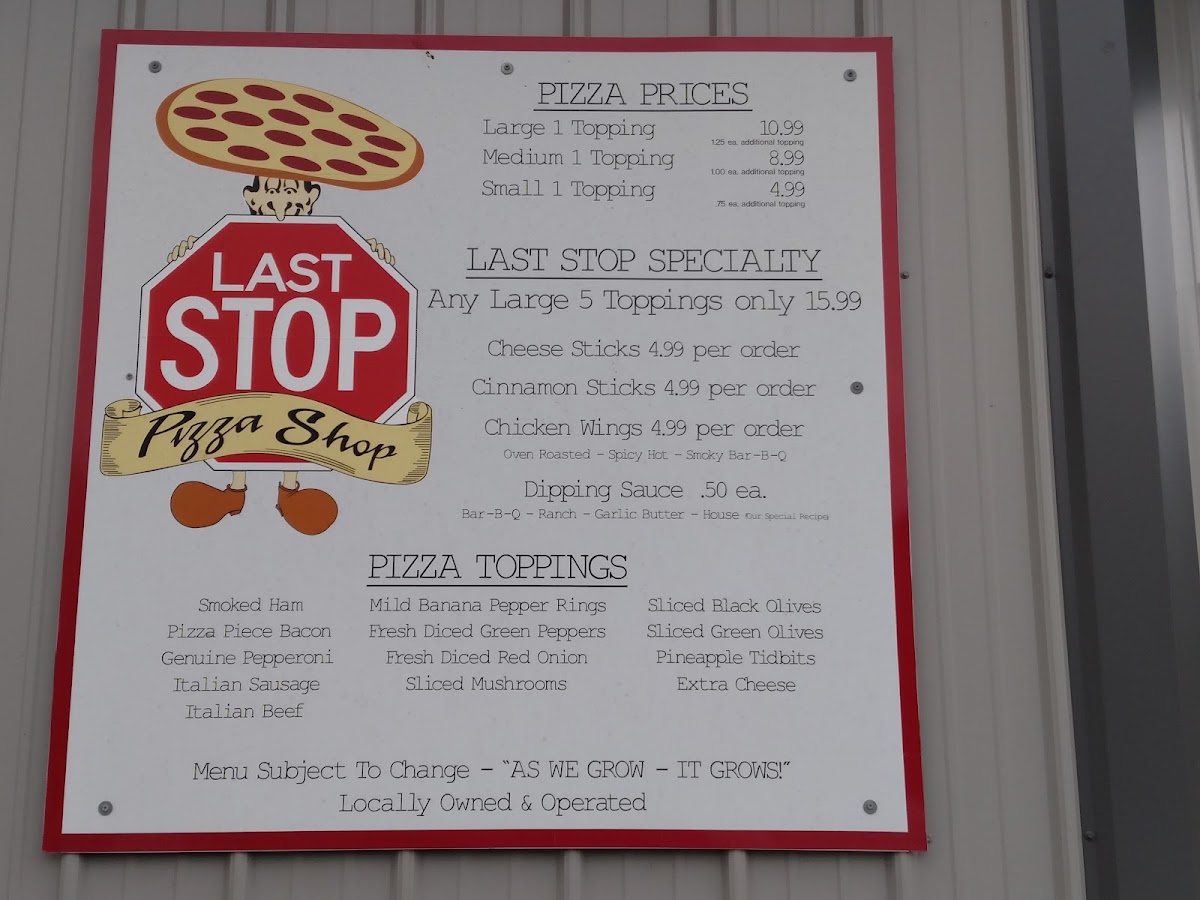 LAST
STOP
Pizza Shop
PIZZA PRICES
Large 1 Topping 10.99
1.25 ea. additional topping
Medium 1 Topping 8.99
1.00 ea. additional topping
Small 1 Topping 4.99
.75 ea. additional topping
LAST STOP SPECIALTY
Any Large 5 Toppings only 15.99
Cheese Sticks 4.99 per order
Cinnamon Sticks 4.99 per order
Chicken Wings 4.99 per order
Oven Roasted - Spicy Hot - Smoky Bar-B-Q
Dipping Sauce .50 ea.
Bar-B-Q - Ranch - Garlic Butter - House (Our Special Recipe)
PIZZA TOPPINGS
Smoked Ham
Pizza Piece Bacon
Genuine Pepperoni
Italian Sausage
Italian Beef
Mild Banana Pepper Rings
Fresh Diced Green Peppers
Fresh Diced Red Onion
Sliced Mushrooms
Sliced Black Olives
Sliced Green Olives
Pineapple Tidbits
Extra Cheese
Menu Subject To Change - "AS WE GROW - IT GROWS!"
Locally Owned & Operated